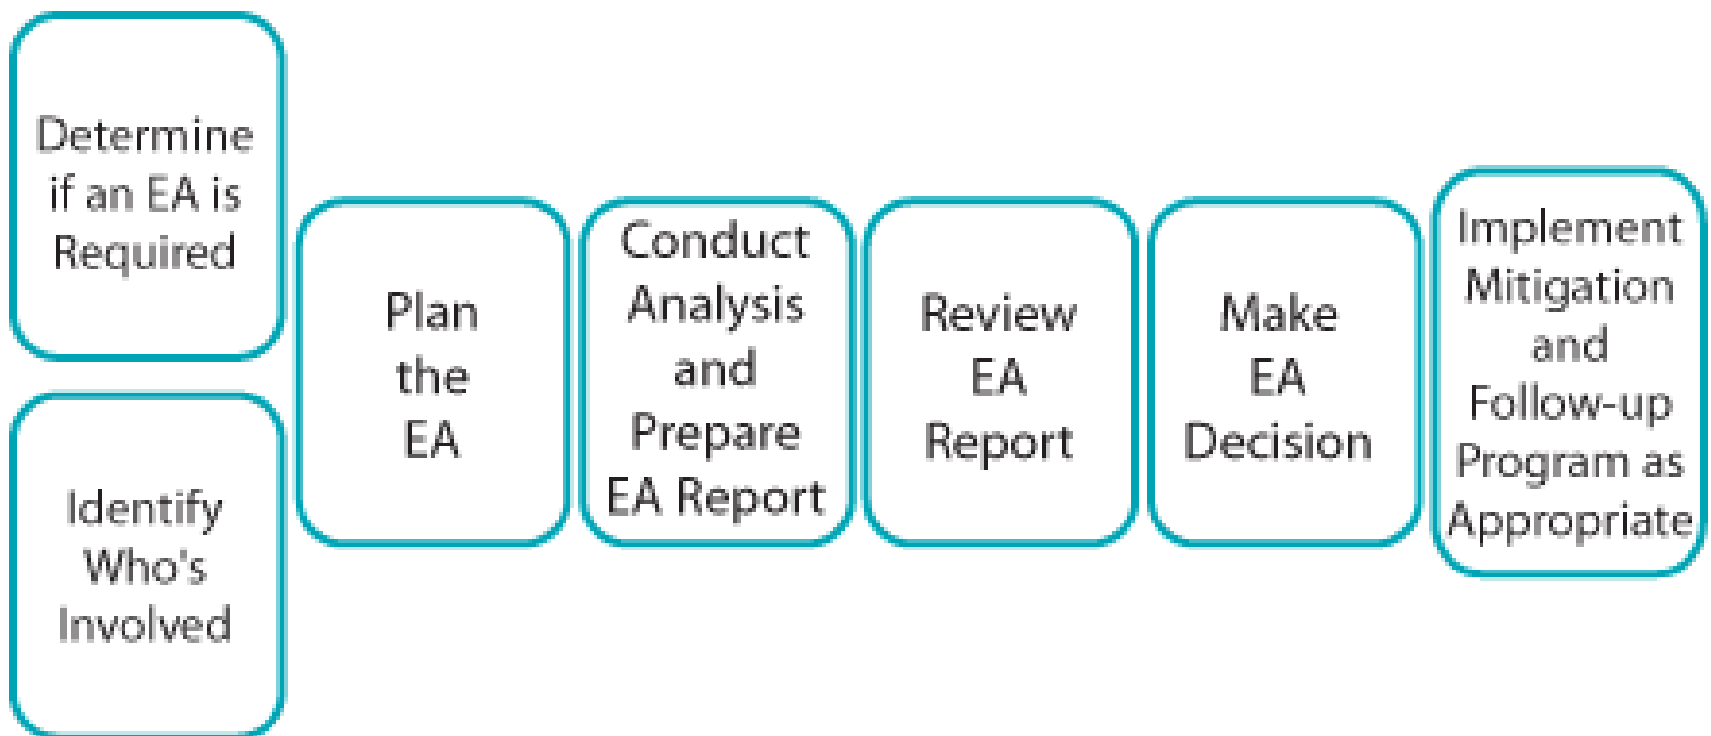 Determine
if an EA is
Required
Identify
Who's
Involved
Plan
the
EA
Conduct
Analysis
and
Prepare
EA Report
Review
EA
Report
Make
EA
Decision
Implement
Mitigation
and
Follow-up
Program as
Appropriate